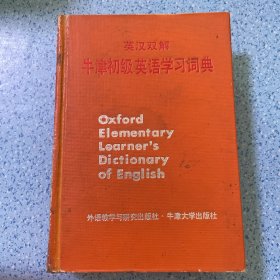 英汉双解
牛津初级英语学习词典
Oxford
Elementary
Learner's
Dictionary
of English
外语教学与研究出版社·牛津大学出版社